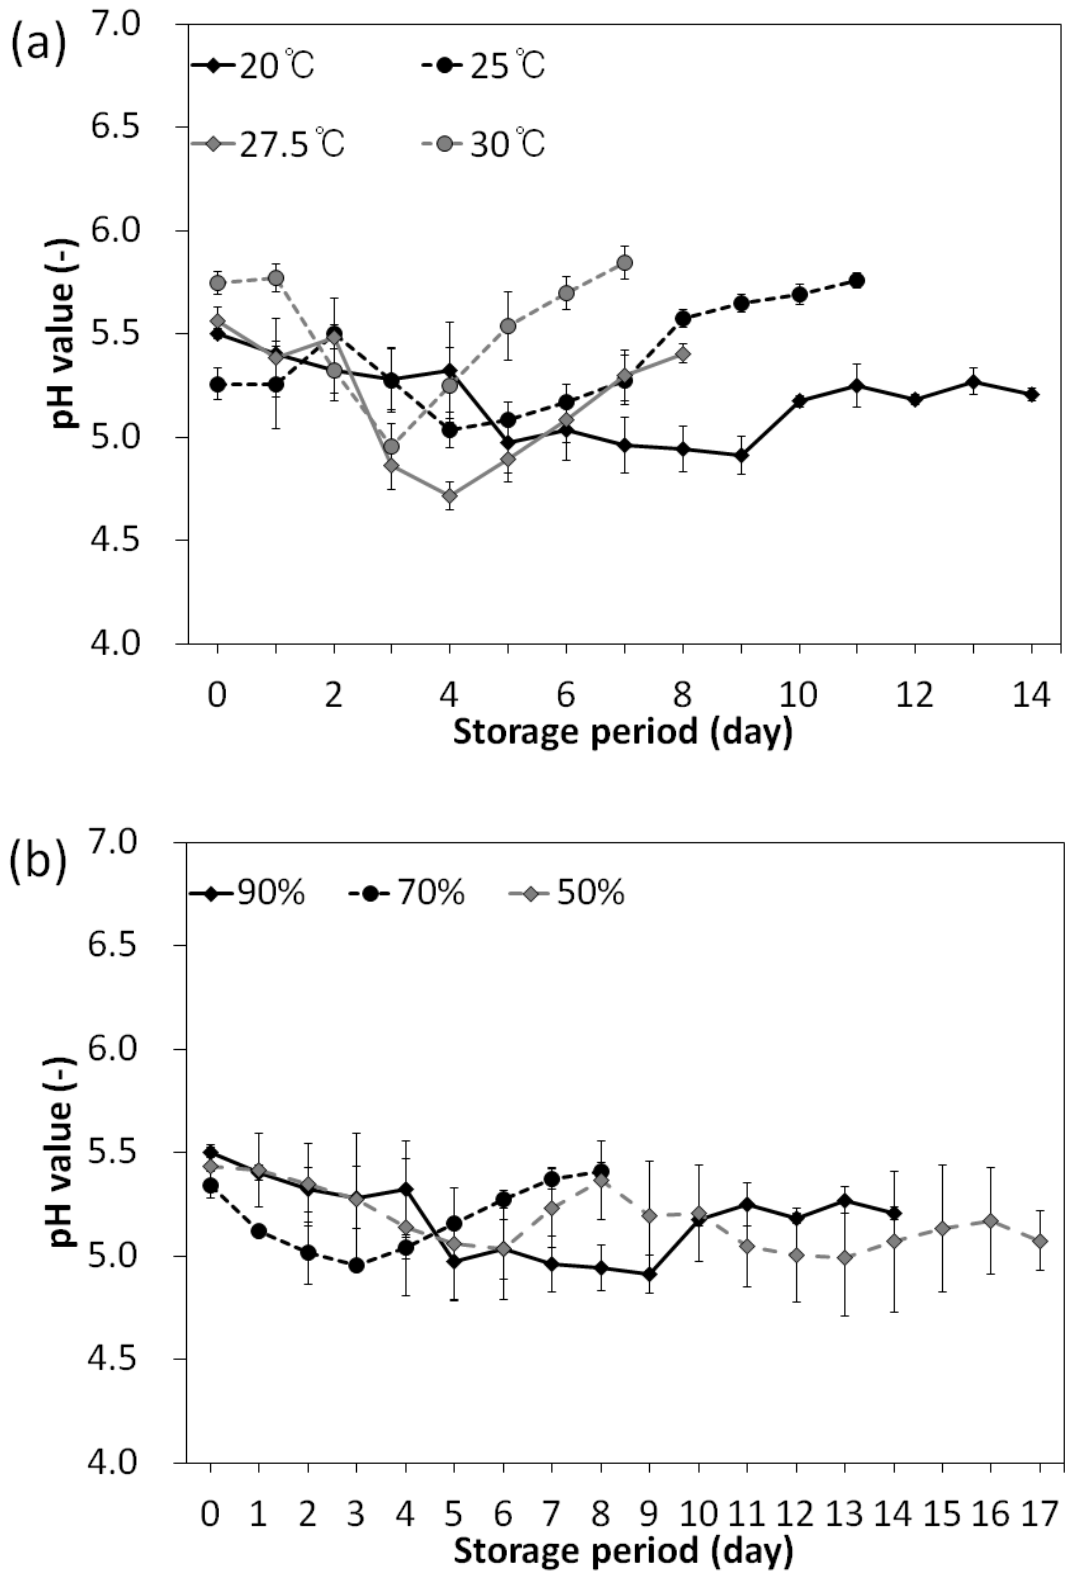 (a)
7.0
20℃ 25℃
6.5
27.5℃ 30℃
6.0
5.5
5.0
4.5
4.0
pH value (-)
0 2 4 6 8 10 12 14
Storage period (day)
(b)
7.0
90% 70% 50%
6.5
6.0
5.5
5.0
4.5
4.0
pH value (-)
0 1 2 3 4 5 6 7 8 9 10 11 12 13 14 15 16 17
Storage period (day)